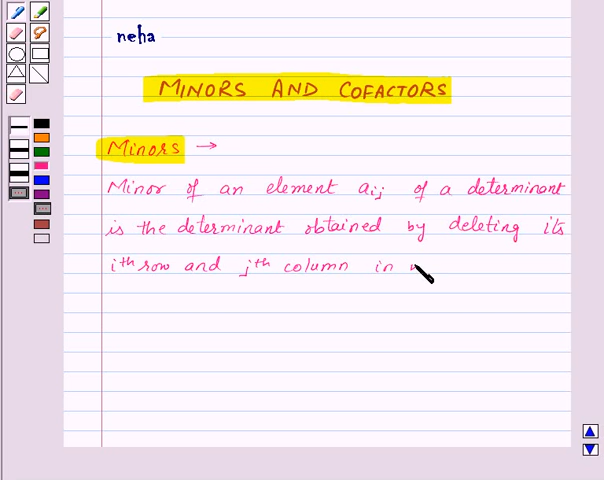 neha
MINORS AND COFACTORS
Minors →
Minor of an element aij of a determinant
is the determinant obtained by deleting its
ith row and jth column in